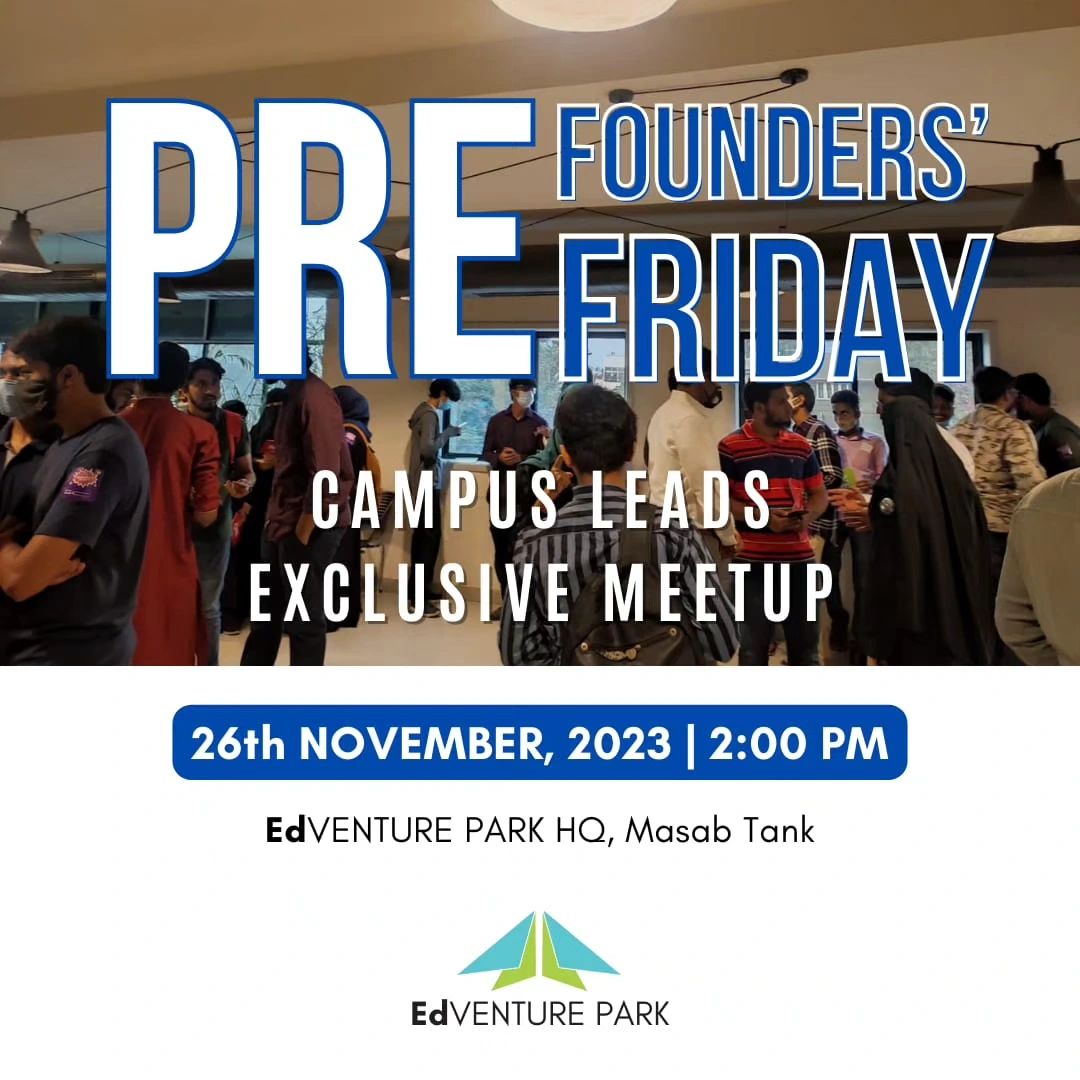 PRE
FOUNDERS’
FRIDAY
CAMPUS LEADS
EXCLUSIVE MEETUP
26th NOVEMBER, 2023 | 2:00 PM
EdVENTURE PARK HQ, Masab Tank
EdVENTURE PARK